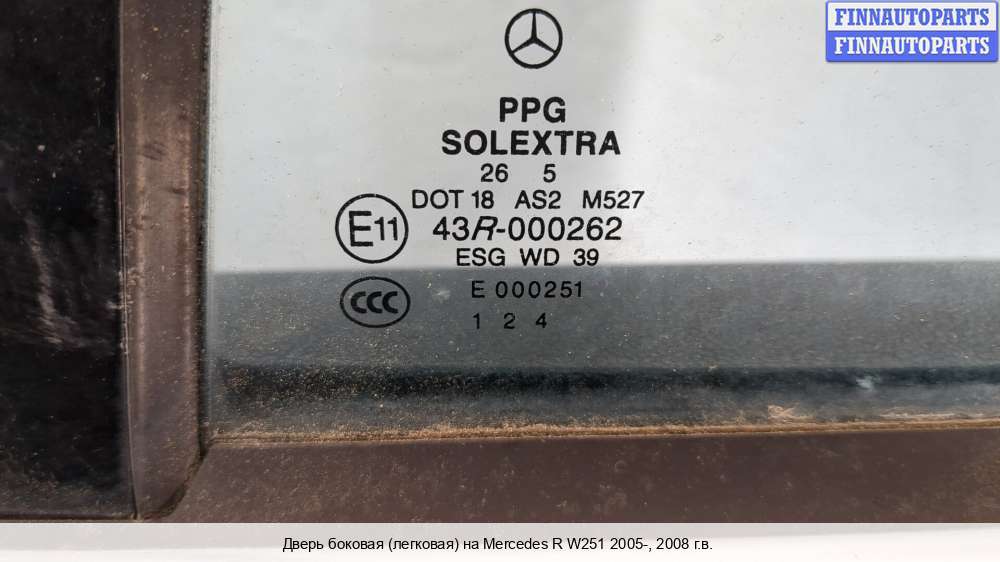 FINNAUTOPARTS
FINNAUTOPARTS
PPG
SOLEXTRA
26 5
DOT 18 AS2 M527
E11 43R-000262
ESG WD 39
CCC E 000251
1 2 4
Дверь боковая (легковая) на Mercedes R W251 2005-, 2008 г.в.